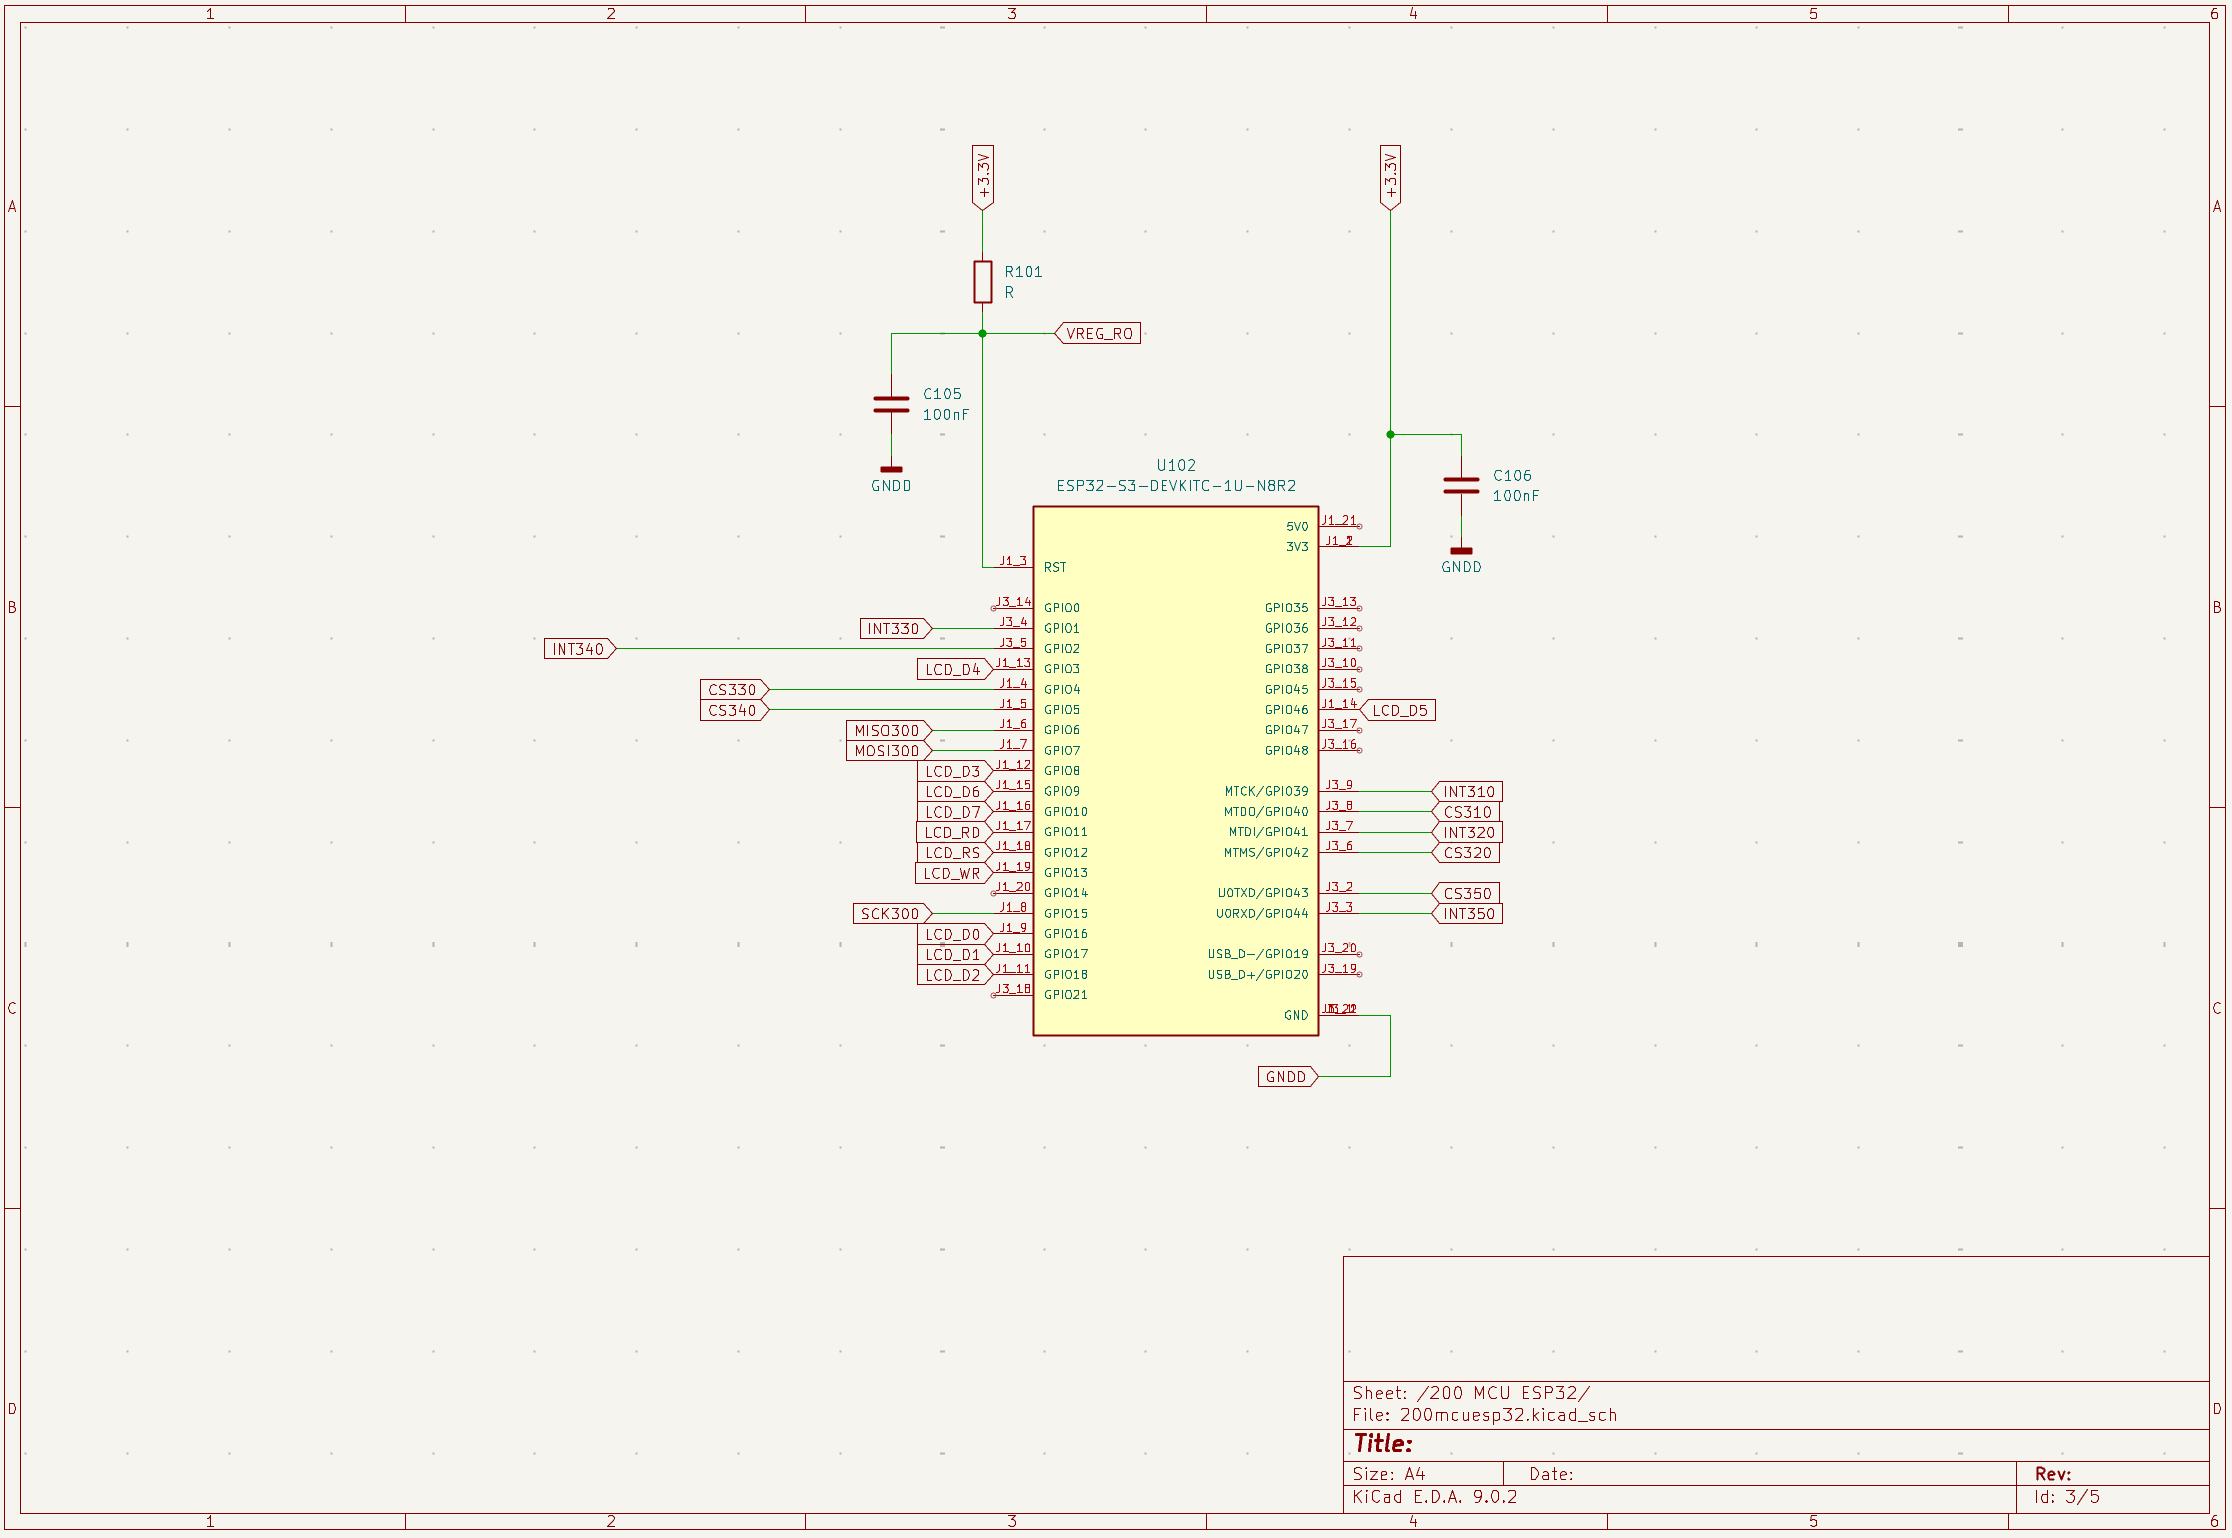 1 2 3 4 5 6
A A
B B
C C
D D
+3.3V
+3.3V
R101
R
VREG_RO
C105
100nF
GNDD
C106
100nF
GNDD
U102
ESP32-S3-DEVKITC-1U-N8R2
J1_21
5V0
3V3
J1_3 RST
J3_14 GPIO0
INT330 J3_4 GPIO1
INT340 J3_5 GPIO2
LCD_D4 J1_13 GPIO3
CS330 J1_4 GPIO4
CS340 J1_5 GPIO5
MISO300 J1_6 GPIO6
MOSI300 J1_7 GPIO7
LCD_D3 J1_12 GPIO8
LCD_D6 J1_15 GPIO9
LCD_D7 J1_16 GPIO10
LCD_RD J1_17 GPIO11
LCD_RS J1_18 GPIO12
LCD_WR J1_19 GPIO13
J1_20 GPIO14
SCK300 J1_8 GPIO15
LCD_D0 J1_9 GPIO16
LCD_D1 J1_10 GPIO17
LCD_D2 J1_11 GPIO18
J3_18 GPIO21
GPIO35 J3_13
GPIO36 J3_12
GPIO37 J3_11
GPIO38 J3_10
GPIO45 J3_15
GPIO46 J1_14 LCD_D5
GPIO47 J3_17
GPIO48 J3_16
MTCK/GPIO39 J3_9 INT310
MTDO/GPIO40 J3_8 CS310
MTDI/GPIO41 J3_7 INT320
MTMS/GPIO42 J3_6 CS320
U0TXD/GPIO43 J3_2 CS350
U0RXD/GPIO44 J3_3 INT350
USB_D-/GPIO19 J3_20
USB_D+/GPIO20 J3_19
GND
GNDD
Sheet: /200 MCU ESP32/
File: 200mcuesp32.kicad_sch
Title:
Size: A4 Date: Rev:
KiCad E.D.A. 9.0.2 Id: 3/5
1 2 3 4 5 6